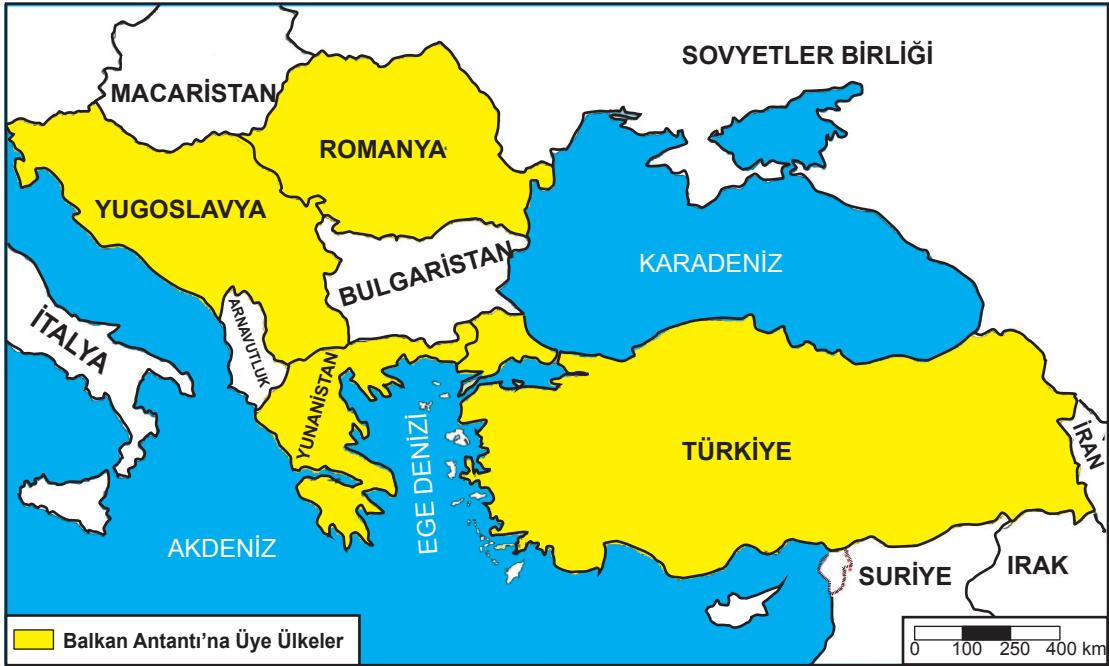 SOVYETLER BİRLİĞİ
MACARİSTAN
ROMANYA
YUGOSLAVYA
BULGARİSTAN
KARADENİZ
İTALYA
ARNAVUTLUK
YUNANİSTAN
EGE DENİZİ
TÜRKİYE
İRAN
AKDENİZ
SURİYE
IRAK
Balkan Antantı'na Üye Ülkeler
0 100 250 400 km